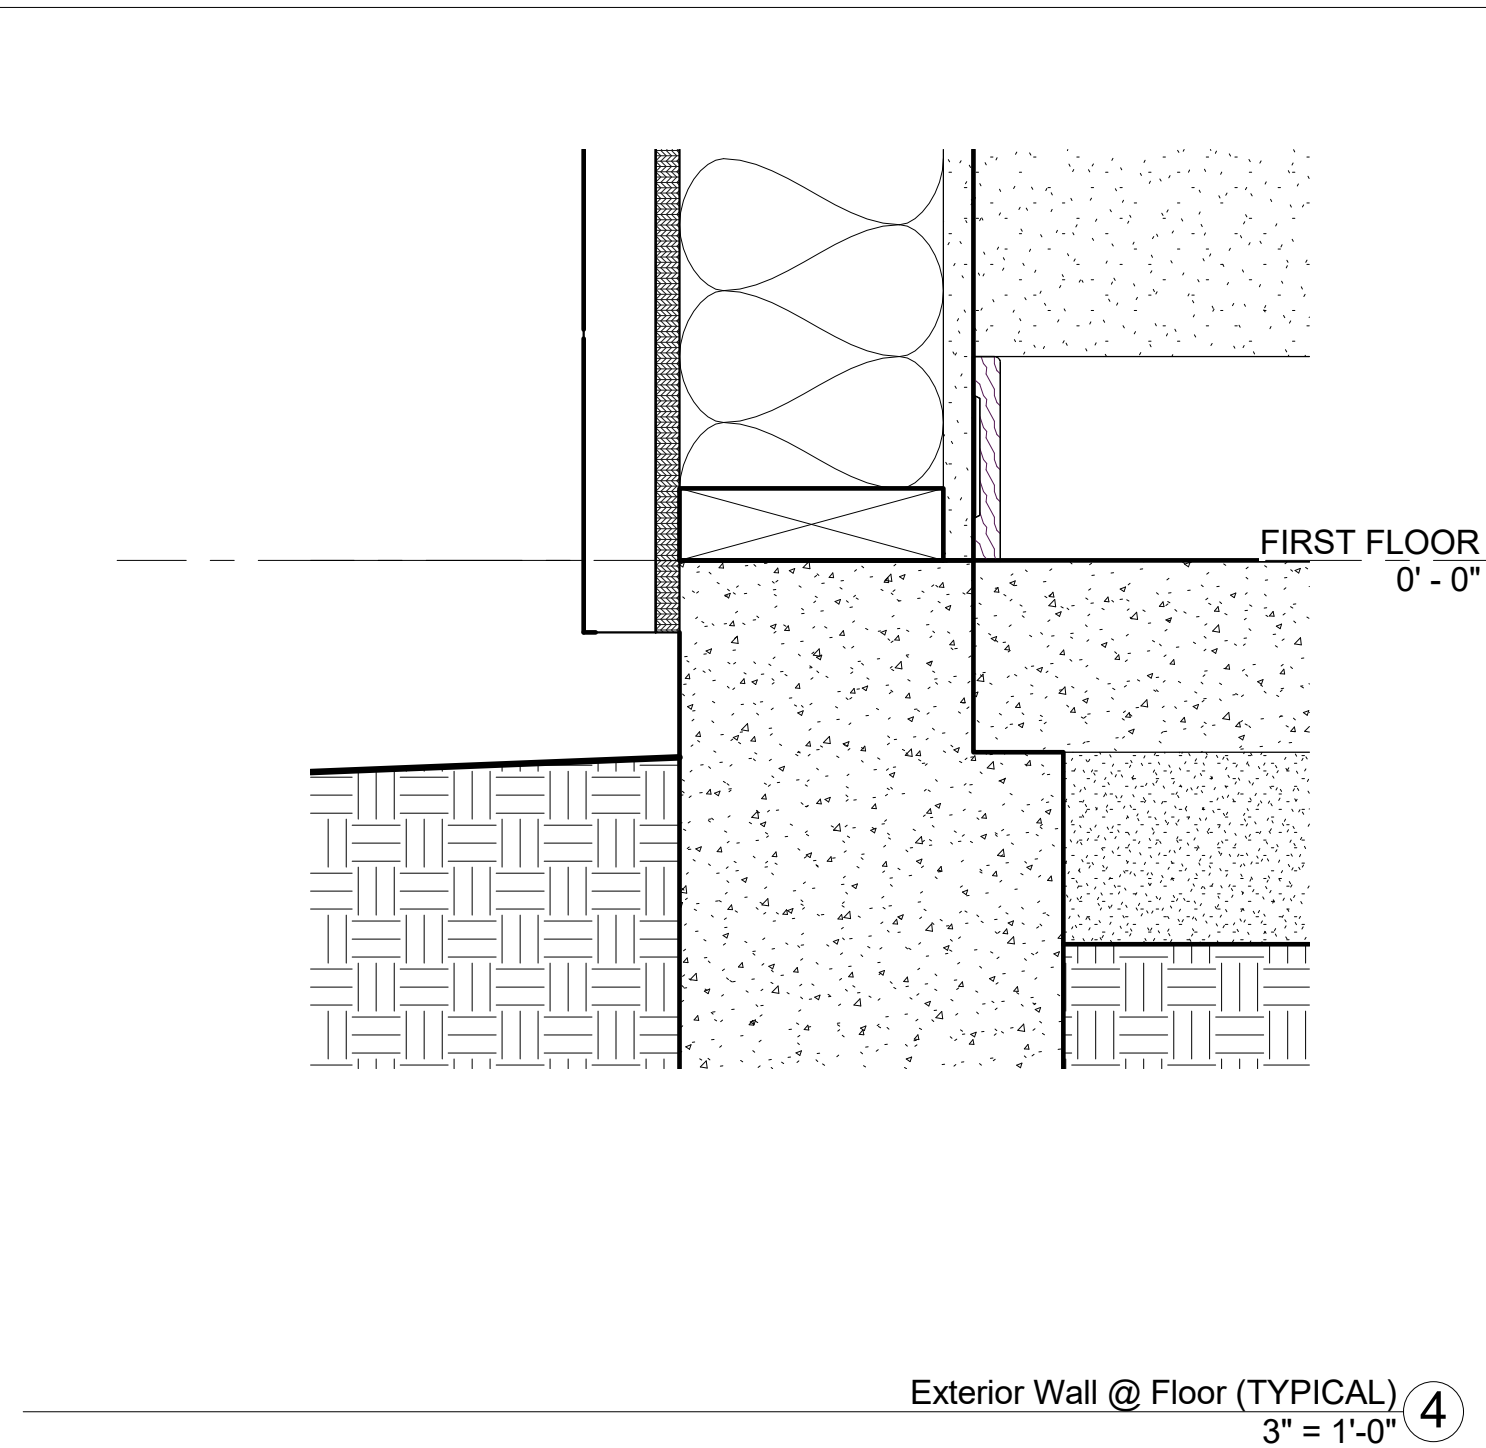 FIRST FLOOR
0' - 0"
Exterior Wall @ Floor (TYPICAL)
4
3" = 1'-0"